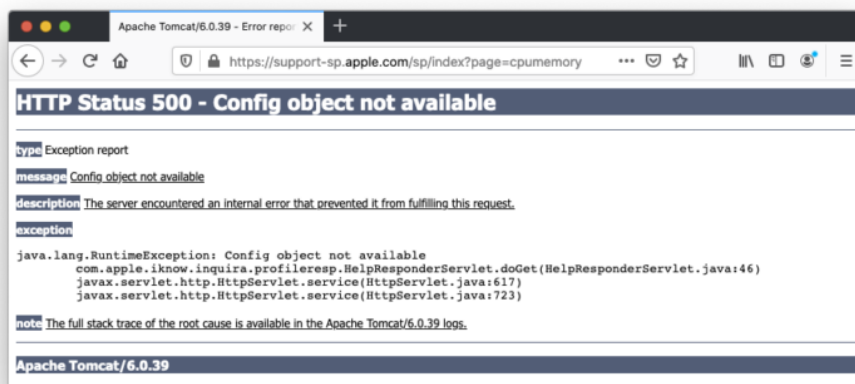 Apache Tomcat/6.0.39 - Error repor
https://support-sp.apple.com/sp/index?page=cpumemory
HTTP Status 500 - Config object not available
type Exception report
message Config object not available
description The server encountered an internal error that prevented it from fulfilling this request.
exception
java.lang.RuntimeException: Config object not available
com.apple.iknow.inquira.profileresp.HelpResponderServlet.doGet(HelpResponderServlet.java:46)
javax.servlet.http.HttpServlet.service(HttpServlet.java:617)
javax.servlet.http.HttpServlet.service(HttpServlet.java:723)
note The full stack trace of the root cause is available in the Apache Tomcat/6.0.39 logs.
Apache Tomcat/6.0.39